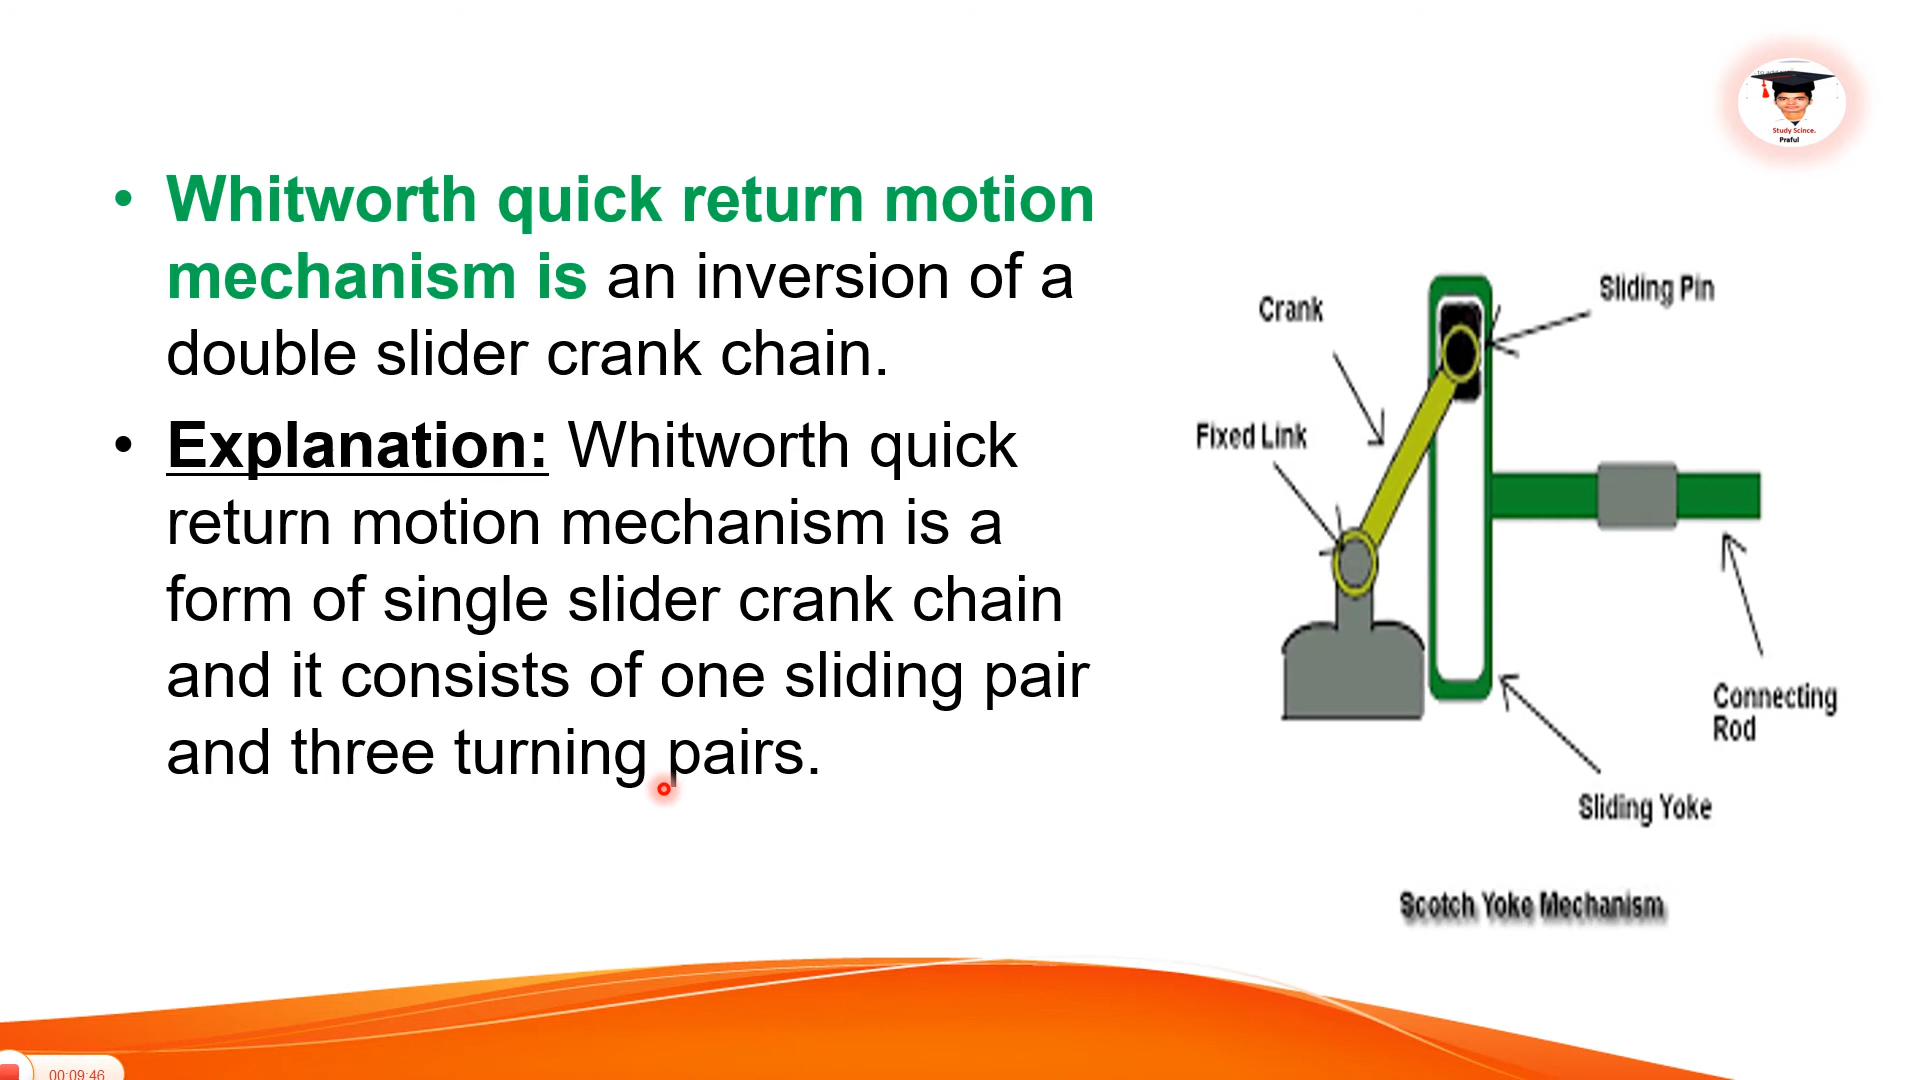 Study Scince.
Praful
• Whitworth quick return motion
mechanism is an inversion of a
double slider crank chain.
• Explanation: Whitworth quick
return motion mechanism is a
form of single slider crank chain
and it consists of one sliding pair
and three turning pairs.
Sliding Pin
Crank
Fixed Link
Connecting
Rod
Sliding Yoke
Scotch Yoke Mechanism
00:09:46